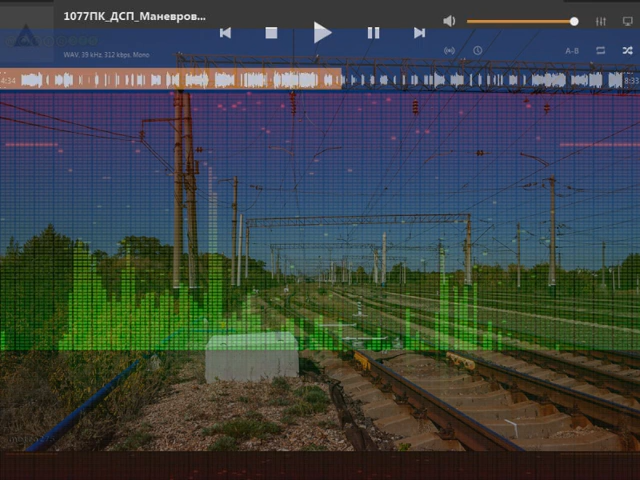 1077ПК_ДСП_Маневров...
WAV, 39 kHz, 312 kbps, Mono
4:34
8:33
A-B